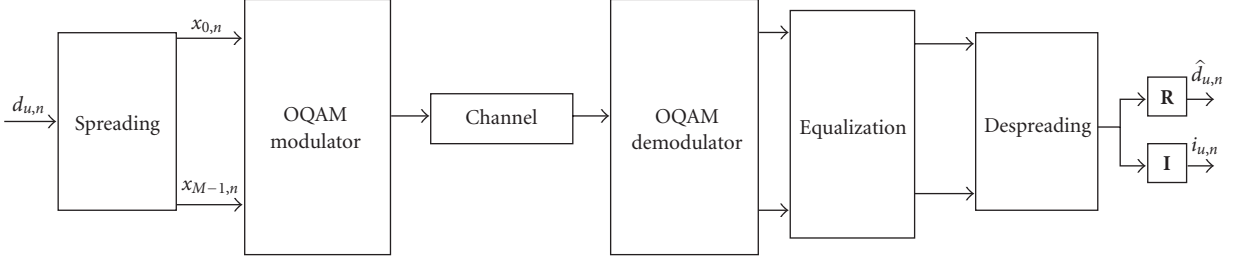 d_{u,n}
Spreading
x_{0,n}
x_{M−1,n}
OQAM
modulator
Channel
OQAM
demodulator
Equalization
Despreading
R
\hat{d}_{u,n}
I
i_{u,n}